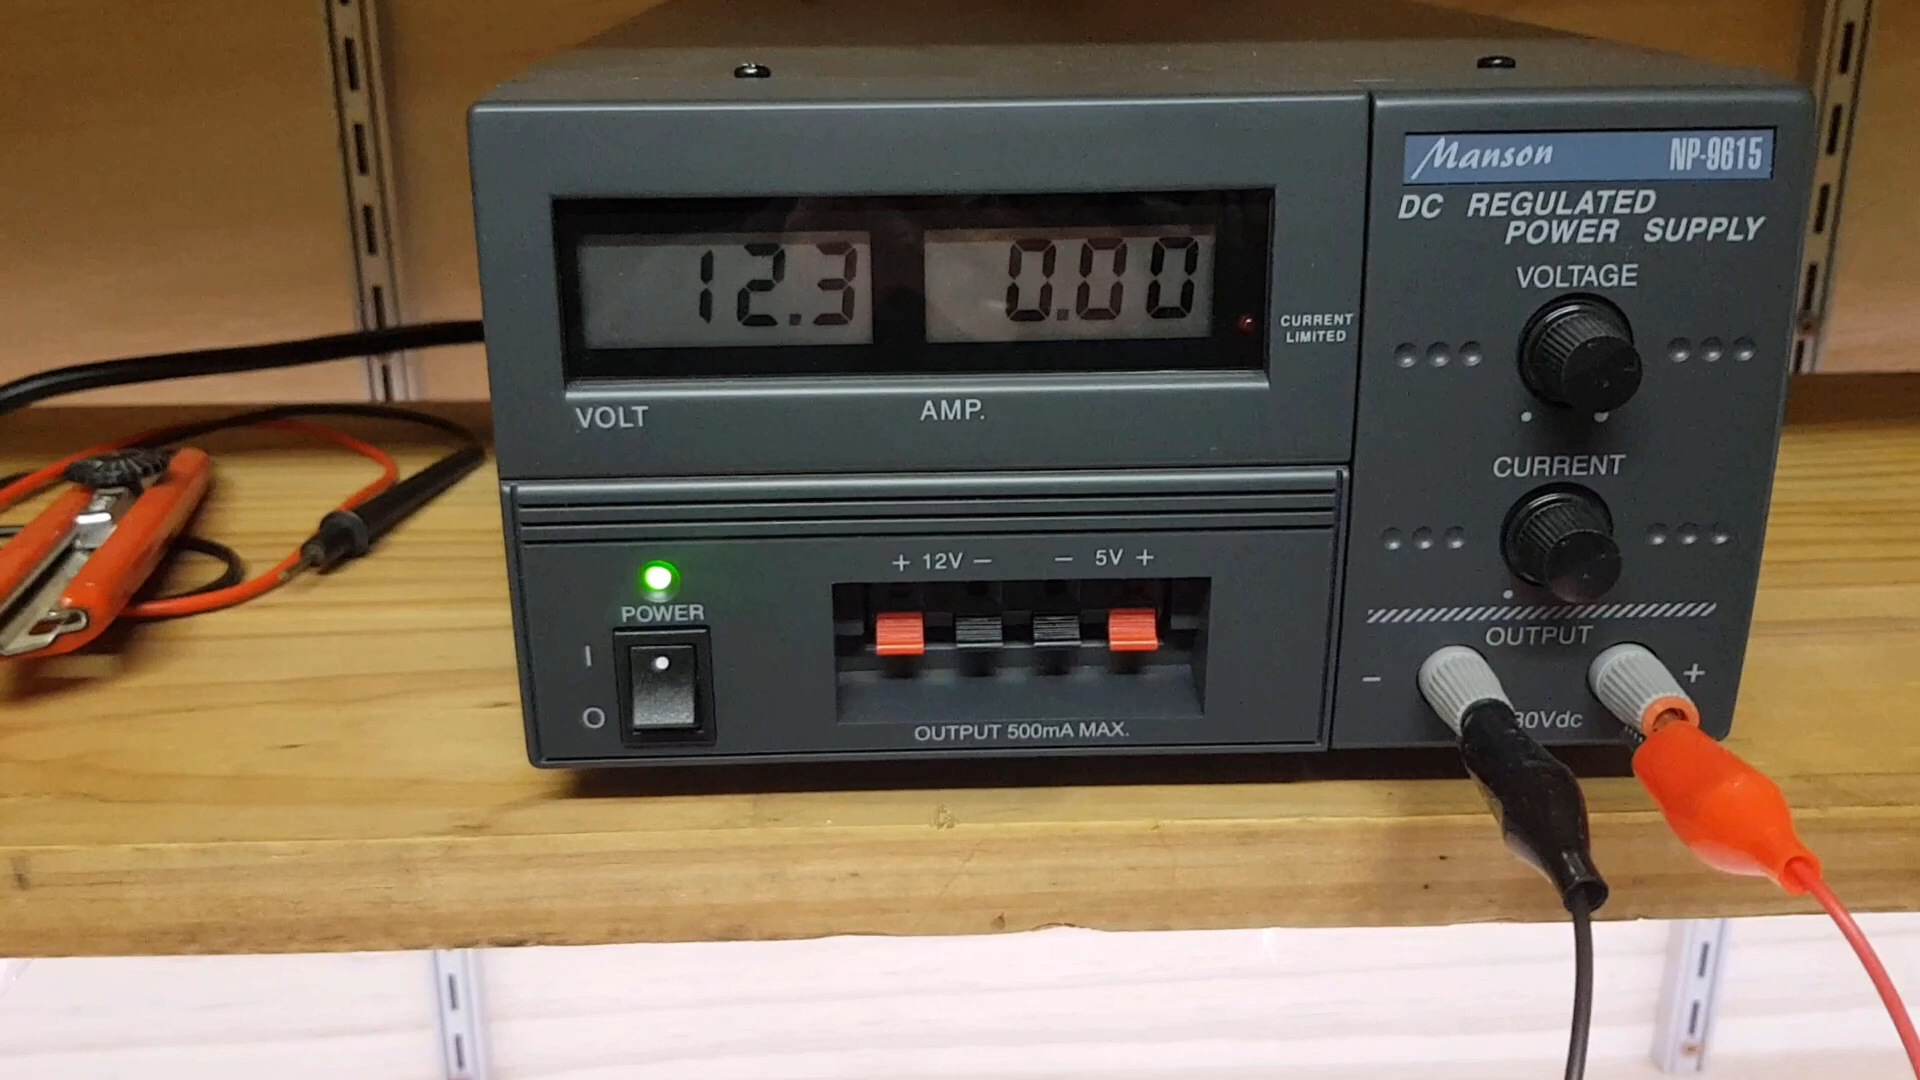 Manson NP-9615
DC REGULATED
POWER SUPPLY
12.3 0.00
CURRENT
LIMITED
VOLT AMP.
VOLTAGE
CURRENT
+ 12V − − 5V +
POWER
I
O
OUTPUT 500mA MAX.
OUTPUT
− +
30Vdc